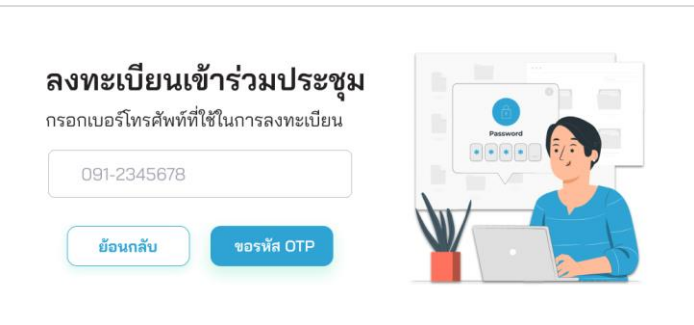 ลงทะเบียนเข้าร่วมประชุม
กรอกเบอร์โทรศัพท์ที่ใช้ในการลงทะเบียน
091-2345678
ย้อนกลับ
ขอรหัส OTP
Password